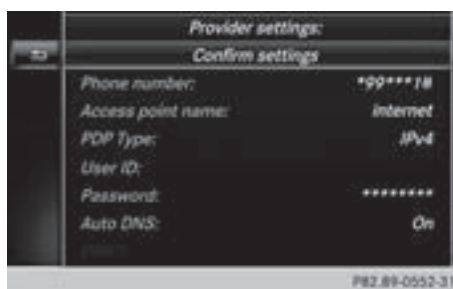 Provider settings:
Confirm settings
Phone number: *99***1#
Access point name: Internet
PDP Type: IPv4
User ID:
Password: ********
Auto DNS: On
P82.89-0552-31